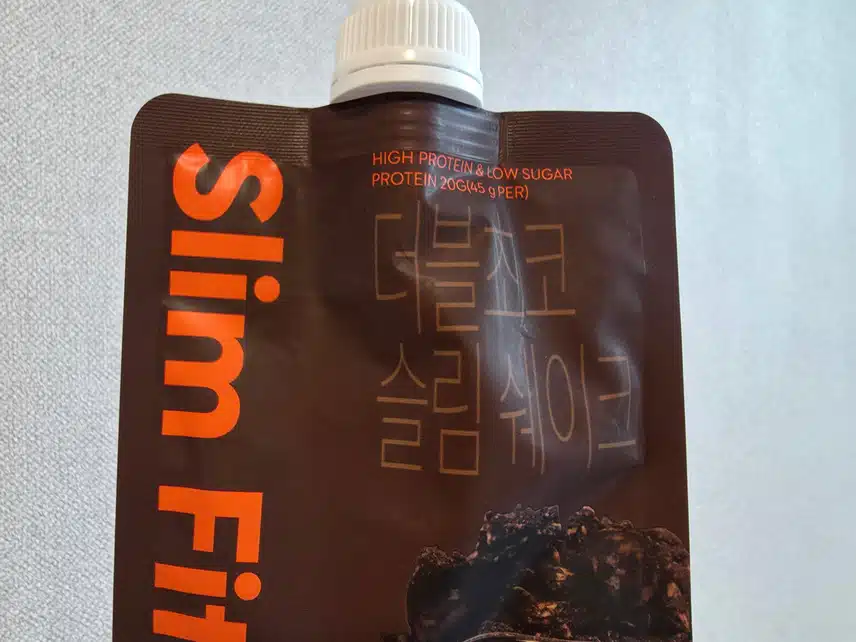 Slim Fit
HIGH PROTEIN & LOW SUGAR
PROTEIN 20G(45 g PER)
더블초코
슬림 쉐이크